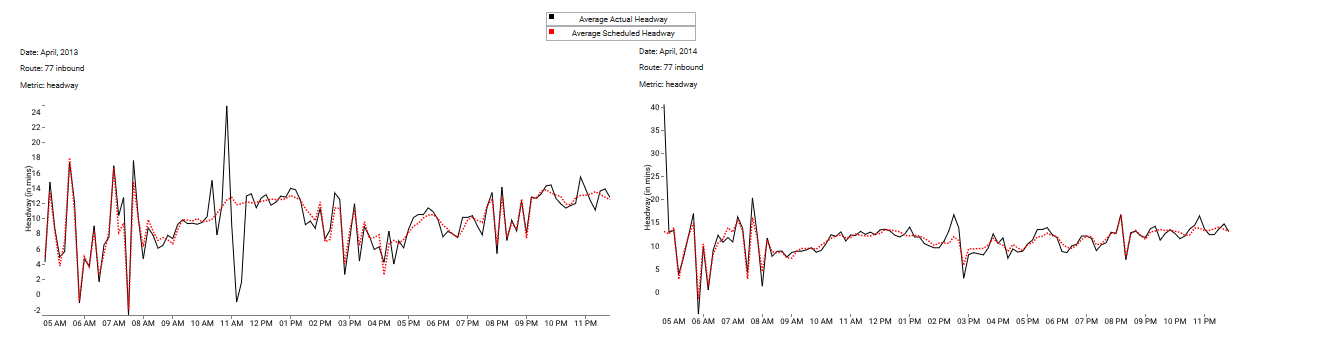 Average Actual Headway
Average Scheduled Headway
Date: April, 2013
Route: 77 inbound
Metric: headway
Headway (in mins)
24
22
20
18
16
14
12
10
8
6
4
2
0
-2
05 AM 06 AM 07 AM 08 AM 09 AM 10 AM 11 AM 12 PM 01 PM 02 PM 03 PM 04 PM 05 PM 06 PM 07 PM 08 PM 09 PM 10 PM 11 PM
Date: April, 2014
Route: 77 inbound
Metric: headway
Headway (in mins)
40
35
30
25
20
15
10
5
0
05 AM 06 AM 07 AM 08 AM 09 AM 10 AM 11 AM 12 AM 01 PM 02 PM 03 PM 04 PM 05 PM 06 PM 07 PM 08 PM 09 PM 10 PM 11 PM